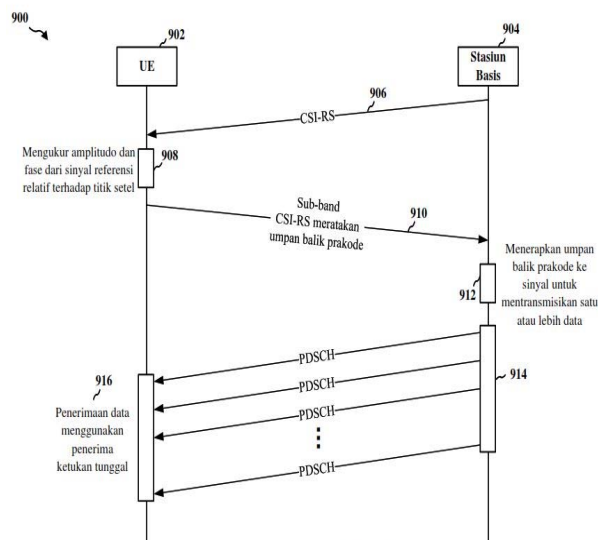 900
902
904
UE
Stasiun
Basis
906
CSI-RS
Mengukur amplitudo dan
fase dari sinyal referensi
relatif terhadap titik setel
908
Sub-band
CSI-RS meratakan
umpan balik prakode
910
Menerapkan umpan
balik prakode ke
sinyal untuk
mentransmisikan satu
atau lebih data
912
PDSCH
PDSCH
PDSCH
PDSCH
914
916
Penerimaan data
menggunakan
penerima
ketukan tunggal